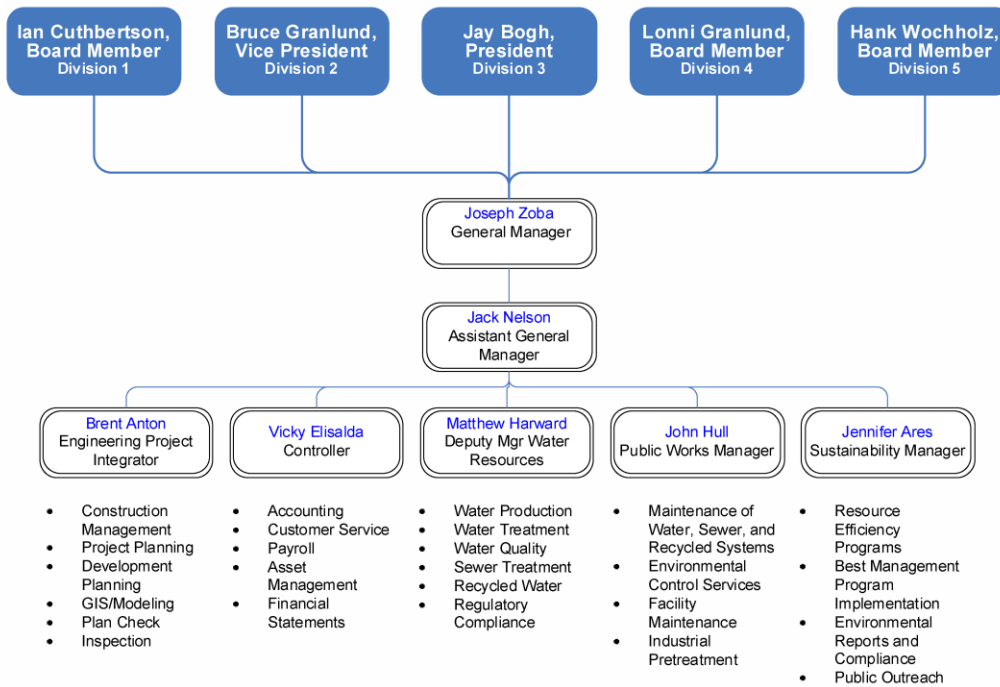 Ian Cuthbertson,
Board Member
Division 1
Bruce Granlund,
Vice President
Division 2
Jay Bogh,
President
Division 3
Lonni Granlund,
Board Member
Division 4
Hank Wochholz,
Board Member
Division 5
Joseph Zoba
General Manager
Jack Nelson
Assistant General
Manager
Brent Anton
Engineering Project
Integrator
Vicky Elisalda
Controller
Matthew Harward
Deputy Mgr Water
Resources
John Hull
Public Works Manager
Jennifer Ares
Sustainability Manager
• Construction
Management
• Project Planning
• Development
Planning
• GIS/Modeling
• Plan Check
• Inspection
• Accounting
• Customer Service
• Payroll
• Asset
Management
• Financial
Statements
• Water Production
• Water Treatment
• Water Quality
• Sewer Treatment
• Recycled Water
• Regulatory
Compliance
• Maintenance of
Water, Sewer, and
Recycled Systems
• Environmental
Control Services
• Facility
Maintenance
• Industrial
Pretreatment
• Resource
Efficiency
Programs
• Best Management
Program
Implementation
• Environmental
Reports and
Compliance
• Public Outreach